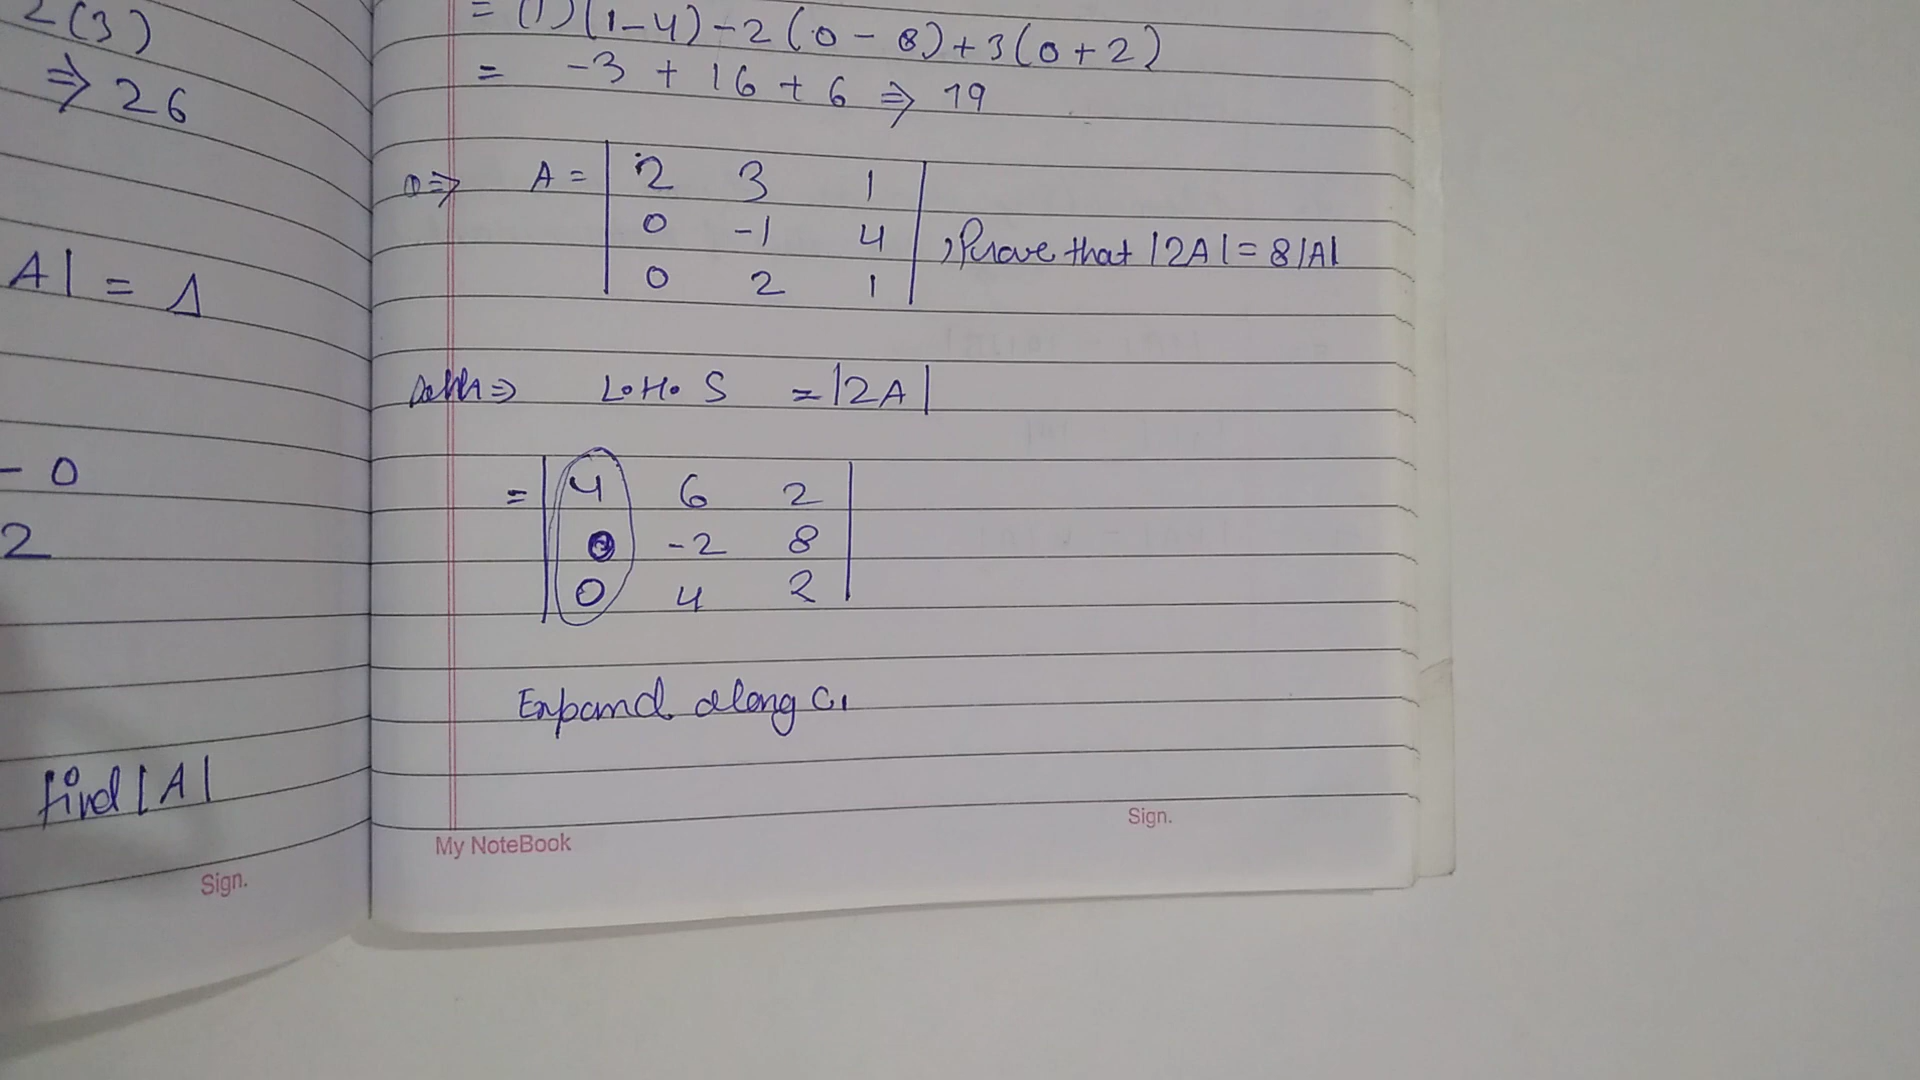 2(3)
⇒ 26
A| = Δ
- 0
2
find |A|
Sign.
= (1)(1-4)-2(0-8)+3(0+2)
= -3 + 16 + 6 ⇒ 19
⇒ A = | 2 3 1 |
| 0 -1 4 | , Prove that |2A| = 8|A|
| 0 2 1 |
⇒ L.H.S = |2A|
= | 4 6 2 |
| 0 -2 8 |
| 0 4 2 |
Expand along C1
Sign.
My NoteBook